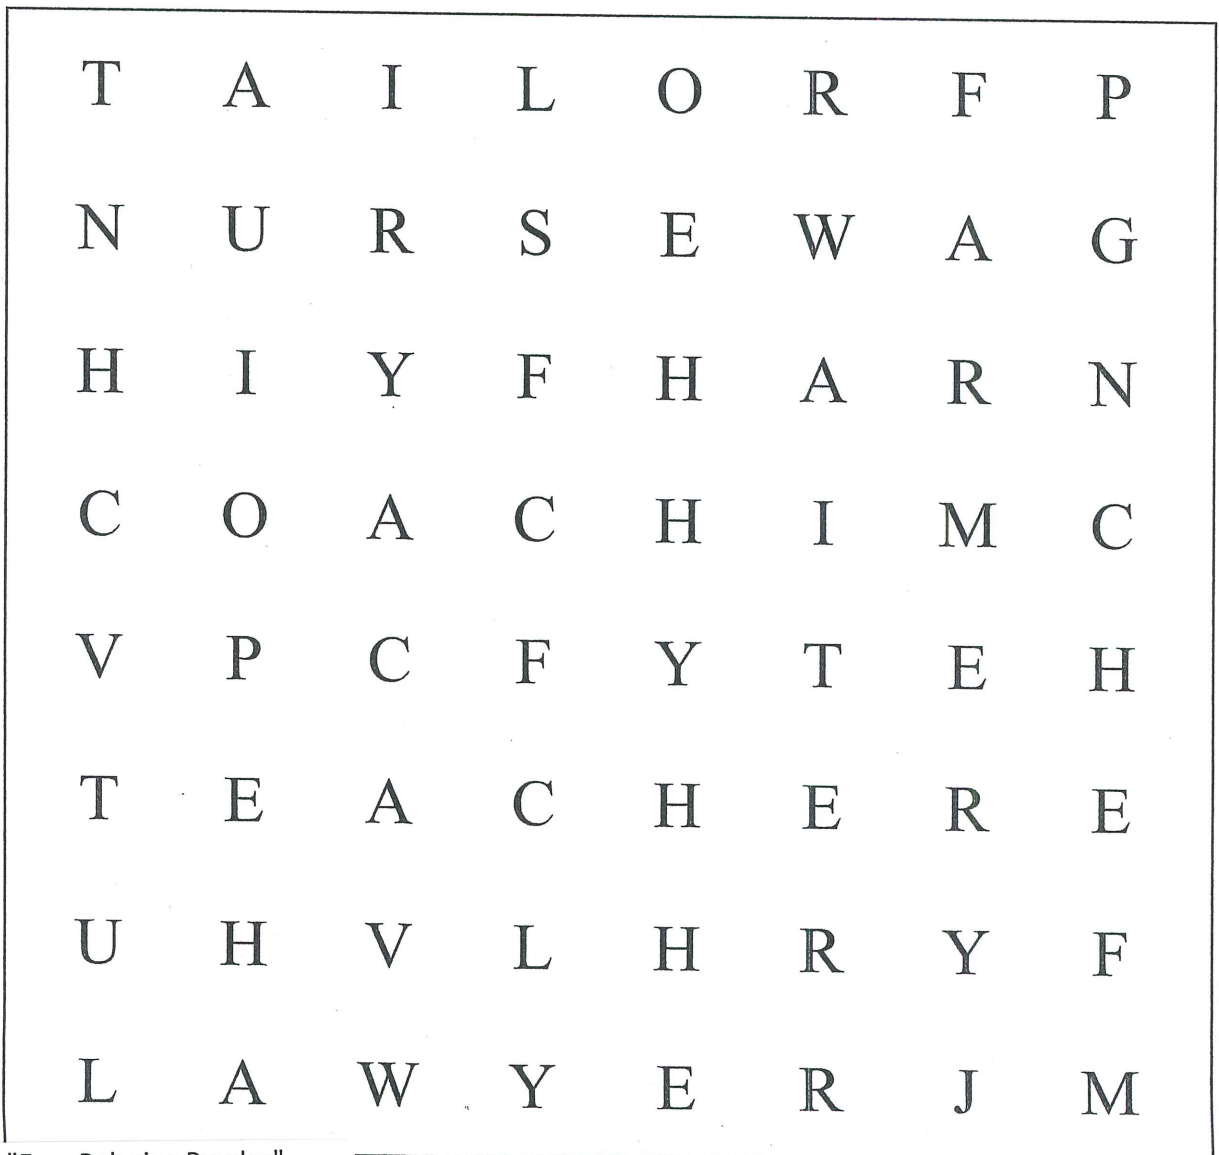 T A I L O R F P
N U R S E W A G
H I Y F H A R N
C O A C H I M C
V P C F Y T E H
T E A C H E R E
U H V L H R Y F
L A W Y E R J M